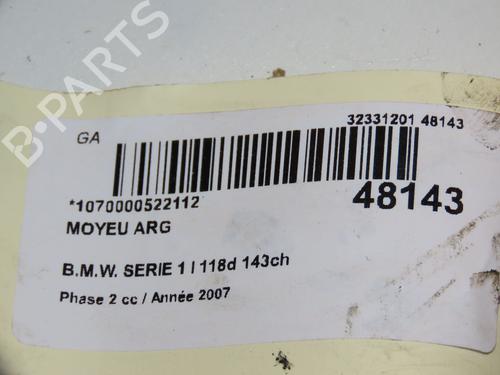 B-PARTS
GA
32331201 48143
*1070000522112
48143
MOYEU ARG
B.M.W. SERIE 1 I 118d 143ch
Phase 2 cc / Année 2007